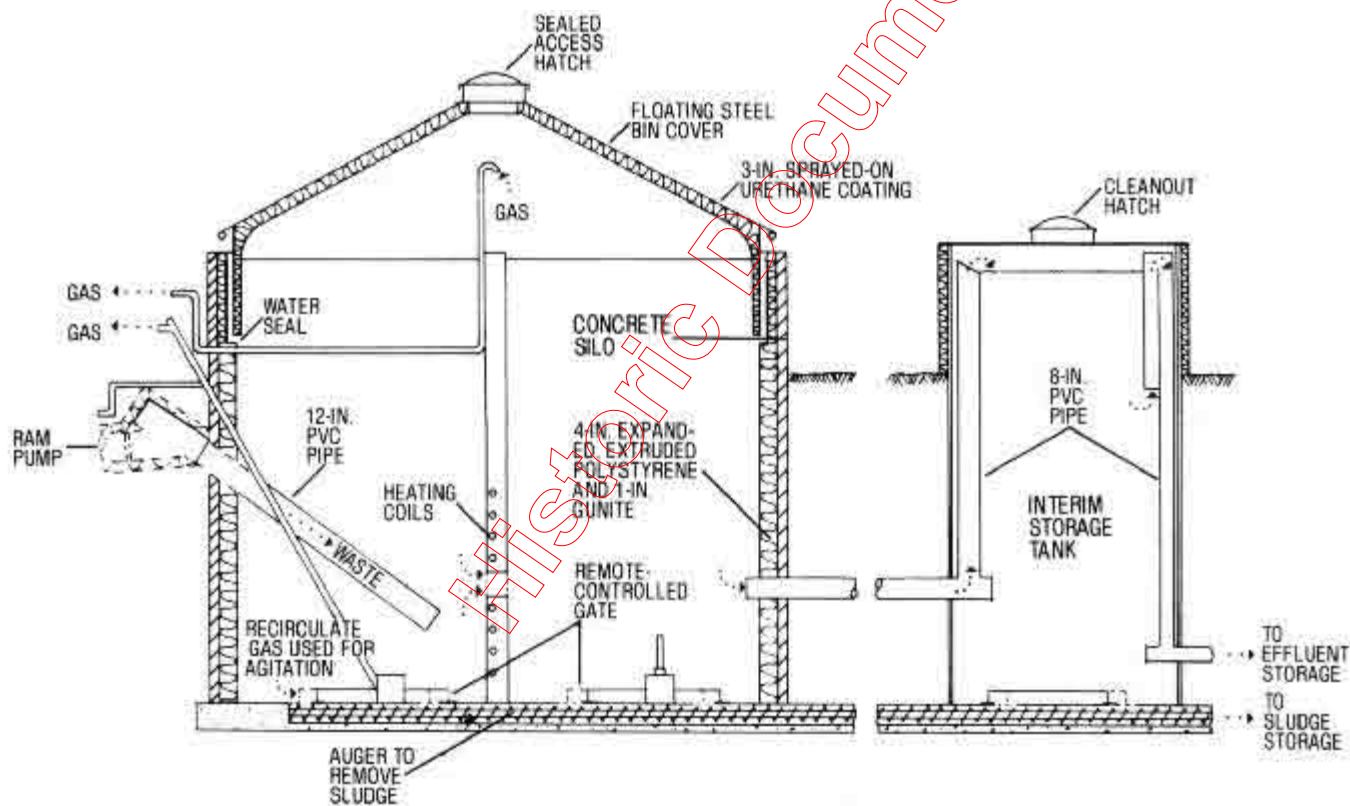 SEALED
ACCESS
HATCH
FLOATING STEEL
BIN COVER
3-IN. SPRAYED-ON
URETHANE COATING
CLEANOUT
HATCH
GAS
GAS
GAS
WATER
SEAL
CONCRETE
SILO
8-IN.
PVC
PIPE
RAM
PUMP
12-IN.
PVC
PIPE
4-IN. EXPAND-
ED, EXTRUDED
POLYSTYRENE
AND 1-IN
GUNITE
HEATING
COILS
INTERIM
STORAGE
TANK
WASTE
REMOTE-
CONTROLLED
GATE
RECIRCULATE
GAS USED FOR
AGITATION
TO
EFFLUENT
STORAGE
TO
SLUDGE
STORAGE
AUGER TO
REMOVE
SLUDGE
Historic Docume